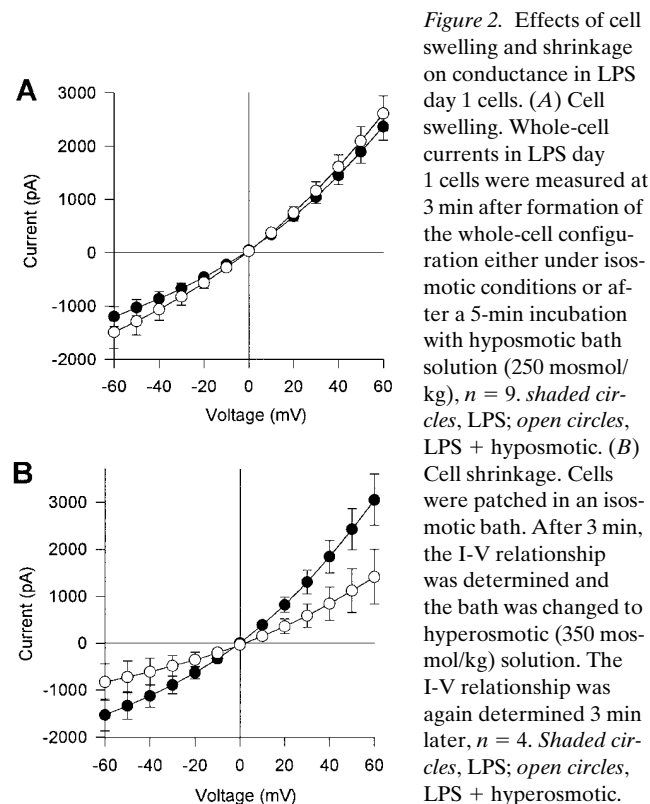 A
3000
2000
1000
0
-1000
-2000
Current (pA)
-60 -40 -20 0 20 40 60
Voltage (mV)
B
3000
2000
1000
0
-1000
-2000
Current (pA)
-60 -40 -20 0 20 40 60
Voltage (mV)
Figure 2. Effects of cell
swelling and shrinkage
on conductance in LPS
day 1 cells. (A) Cell
swelling. Whole-cell
currents in LPS day
1 cells were measured at
3 min after formation of
the whole-cell configu-
ration either under isos-
motic conditions or af-
ter a 5-min incubation
with hyposmotic bath
solution (250 mosmol/
kg), n = 9. shaded cir-
cles, LPS; open circles,
LPS + hyposmotic. (B)
Cell shrinkage. Cells
were patched in an isos-
motic bath. After 3 min,
the I-V relationship
was determined and
the bath was changed to
hyperosmotic (350 mos-
mol/kg) solution. The
I-V relationship was
again determined 3 min
later, n = 4. Shaded cir-
cles, LPS; open circles,
LPS + hyperosmotic.